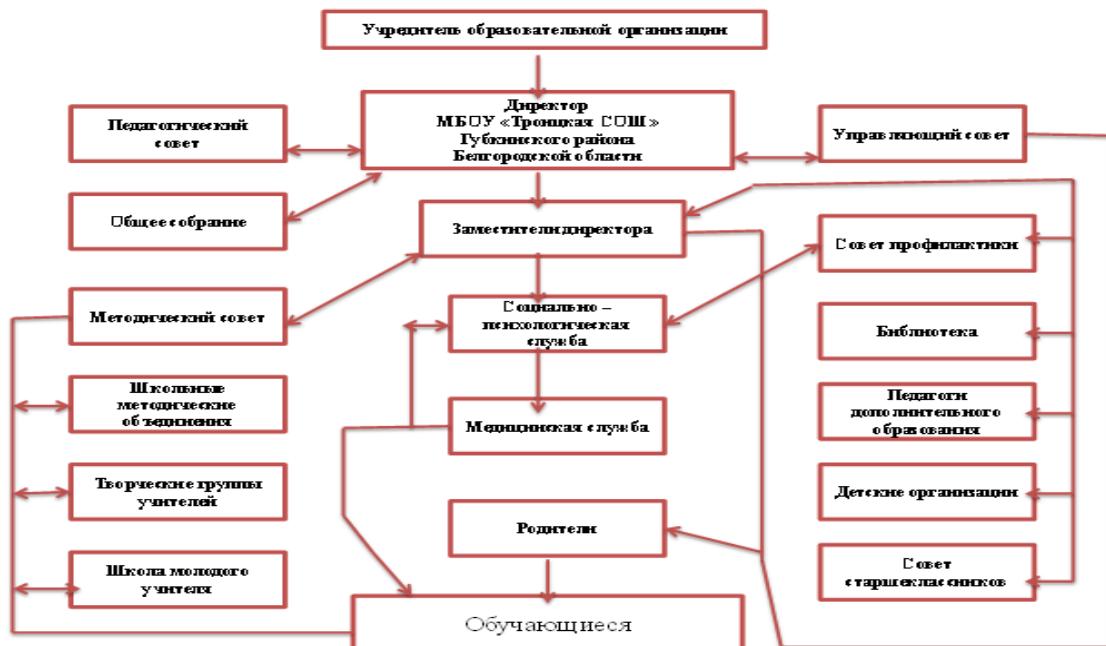 Учредитель образовательной организации
Директор
МБОУ «Троицкая СОШ»
Губкинского района
Белгородской области
Педагогический
совет
Управляющий совет
Общее собрание
Заместители директора
Совет профилактики
Методический совет
Социально –
психологическая
служба
Библиотека
Школьные
методические
объединения
Медицинская служба
Педагоги
дополнительного
образования
Творческие группы
учителей
Детские организации
Родители
Школа молодого
учителя
Совет
старшеклассников
Обучающиеся